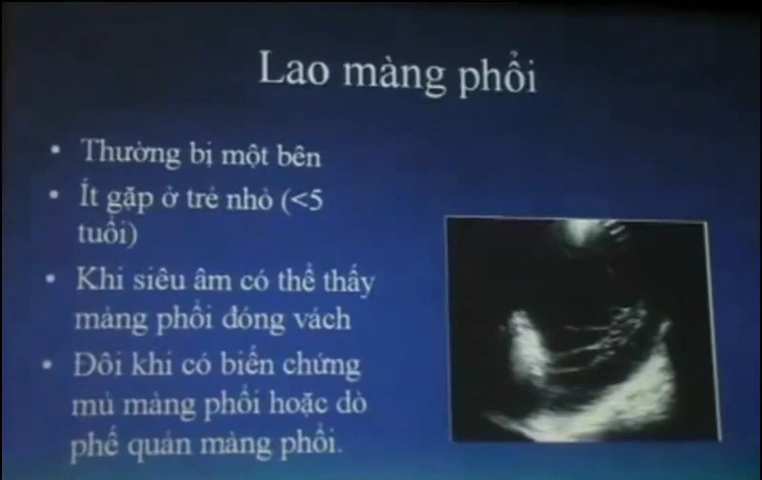 Lao màng phổi
• Thường bị một bên
• Ít gặp ở trẻ nhỏ (<5
tuổi)
• Khi siêu âm có thể thấy
màng phổi đóng vách
• Đôi khi có biến chứng
mủ màng phổi hoặc dò
phế quản màng phổi.